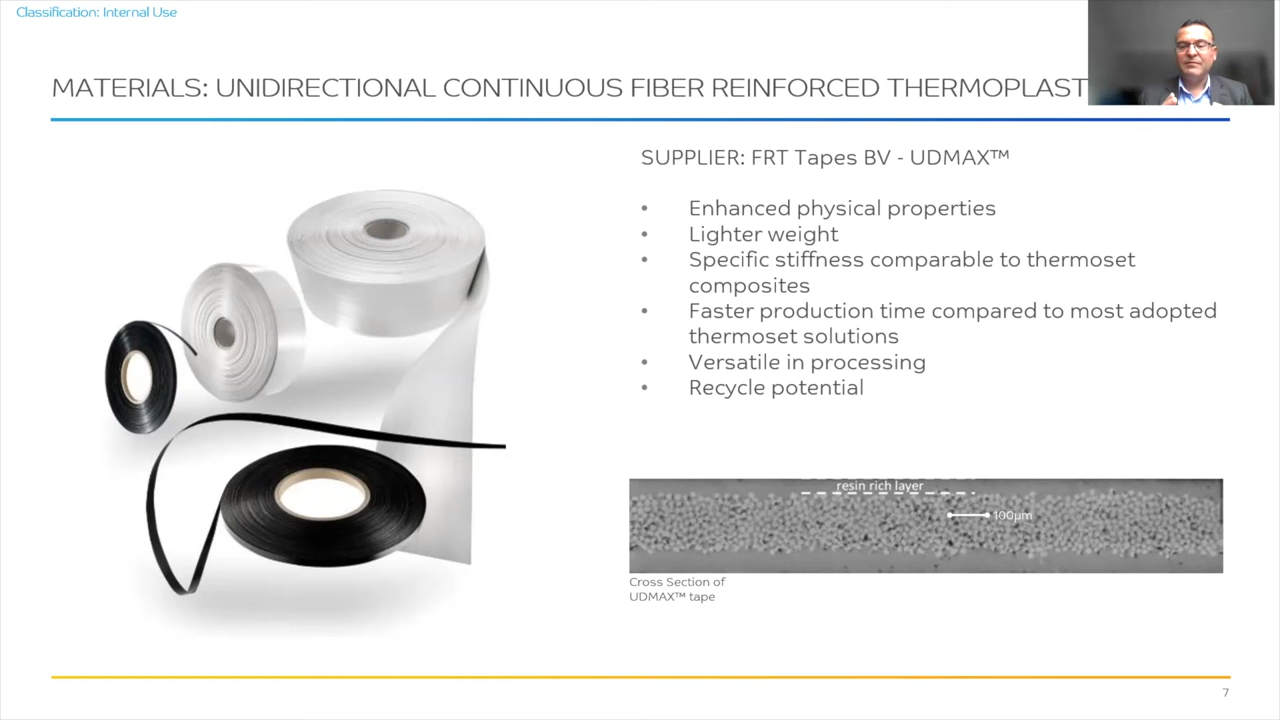 Classification: Internal Use
MATERIALS: UNIDIRECTIONAL CONTINUOUS FIBER REINFORCED THERMOPLAST
SUPPLIER: FRT Tapes BV - UDMAX™
• Enhanced physical properties
• Lighter weight
• Specific stiffness comparable to thermoset
composites
• Faster production time compared to most adopted
thermoset solutions
• Versatile in processing
• Recycle potential
resin rich layer
100μm
Cross Section of
UDMAX™ tape
7